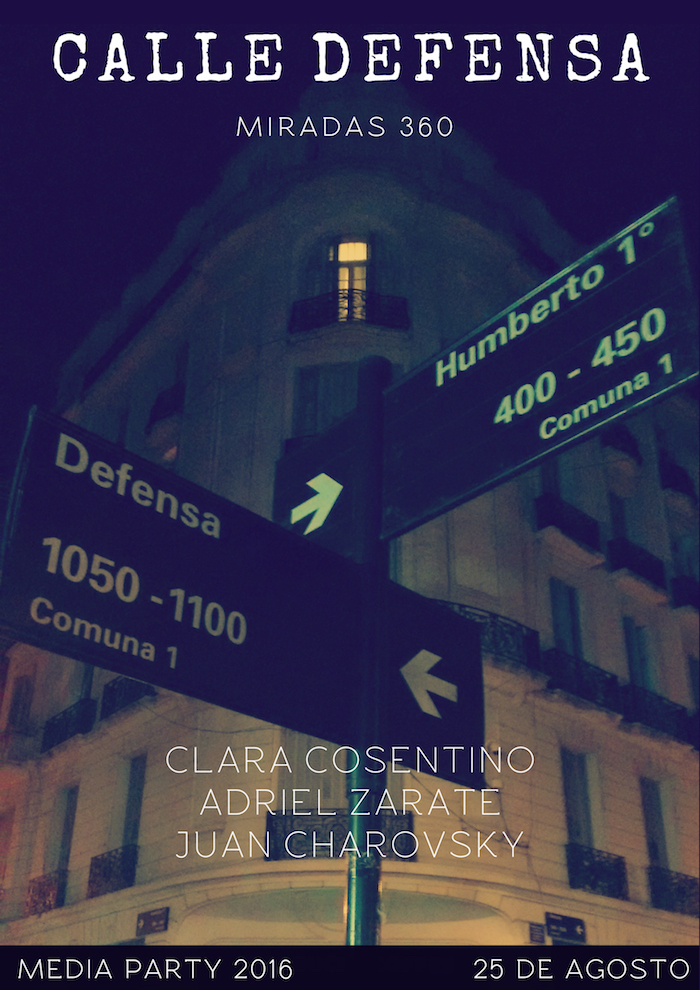 CALLE DEFENSA
MIRADAS 360
Humberto 1°
400 - 450
Comuna 1
Defensa
1050 - 1100
Comuna 1
CLARA COSENTINO
ADRIEL ZARATE
JUAN CHAROVSKY
MEDIA PARTY 2016
25 DE AGOSTO